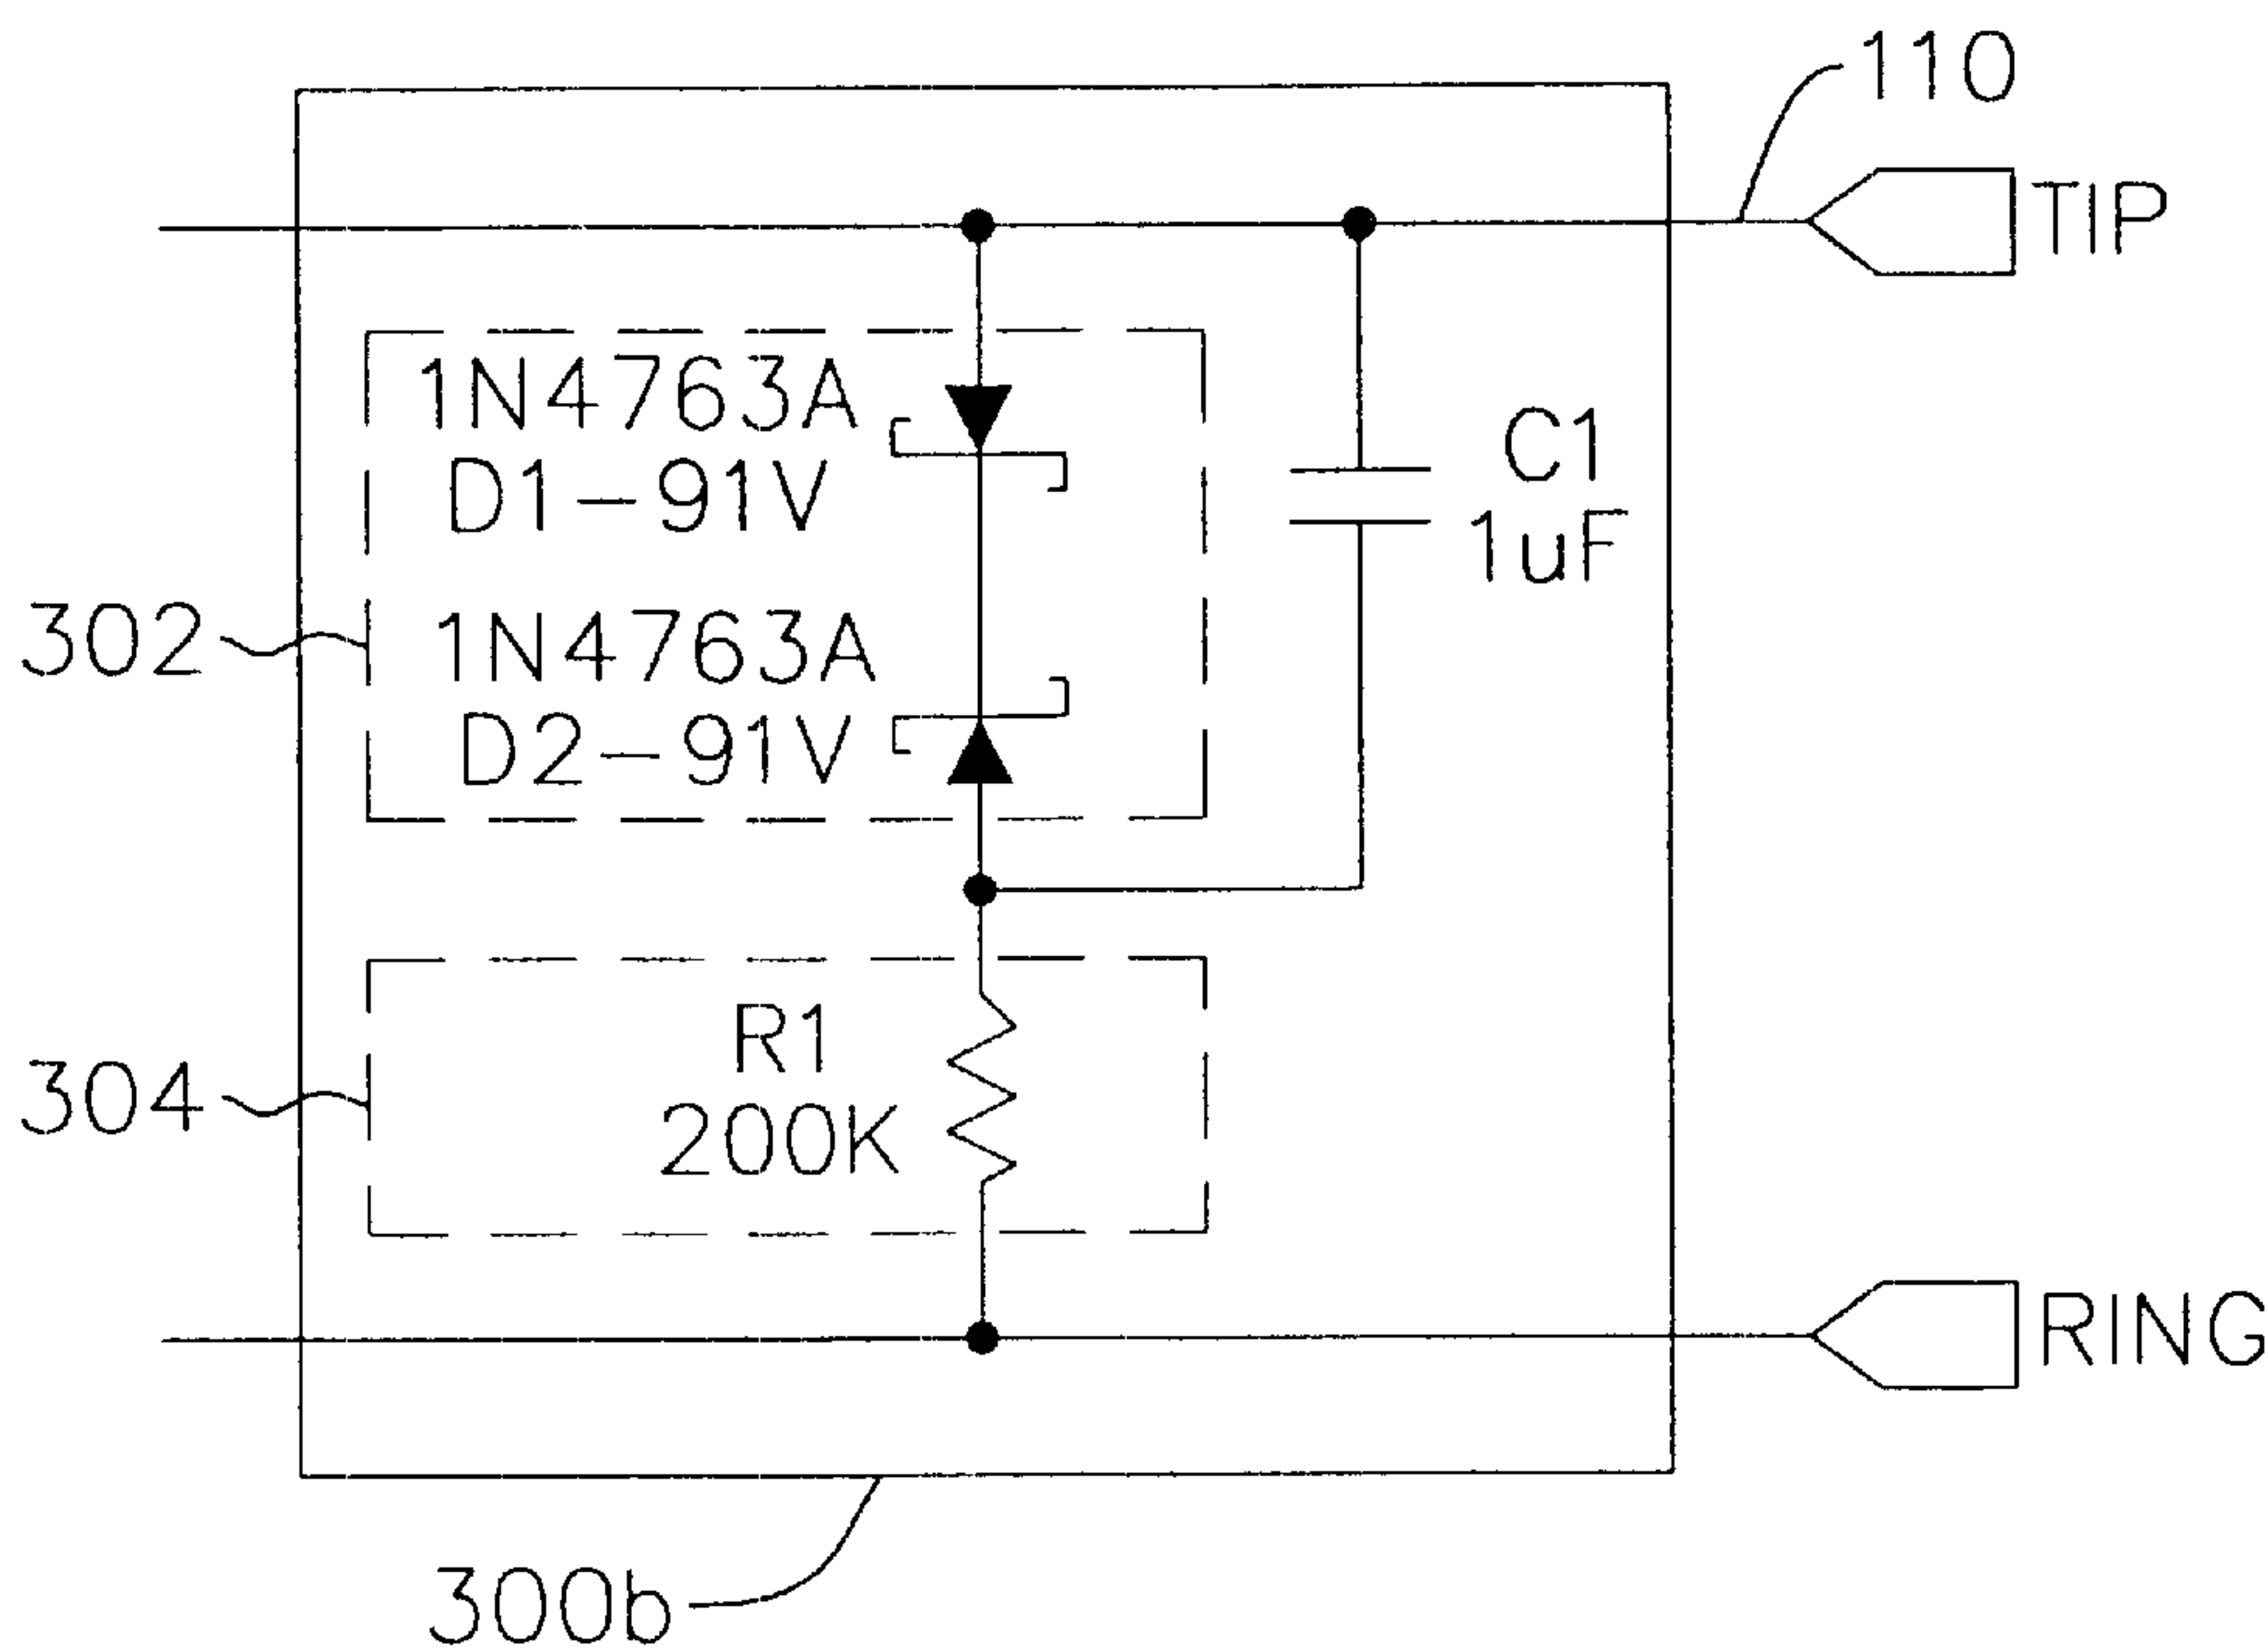 110
TIP
1N4763A
D1-91V
C1
1uF
302
1N4763A
D2-91V
R1
304
200K
RING
300b